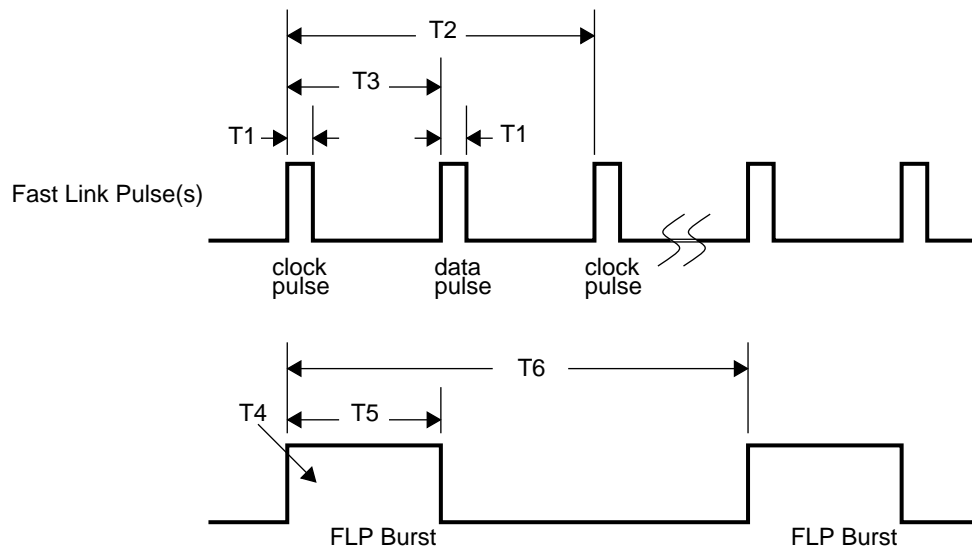 T2
T3
T1 T1
Fast Link Pulse(s)
clock pulse
data pulse
clock pulse
T6
T4 T5
FLP Burst FLP Burst